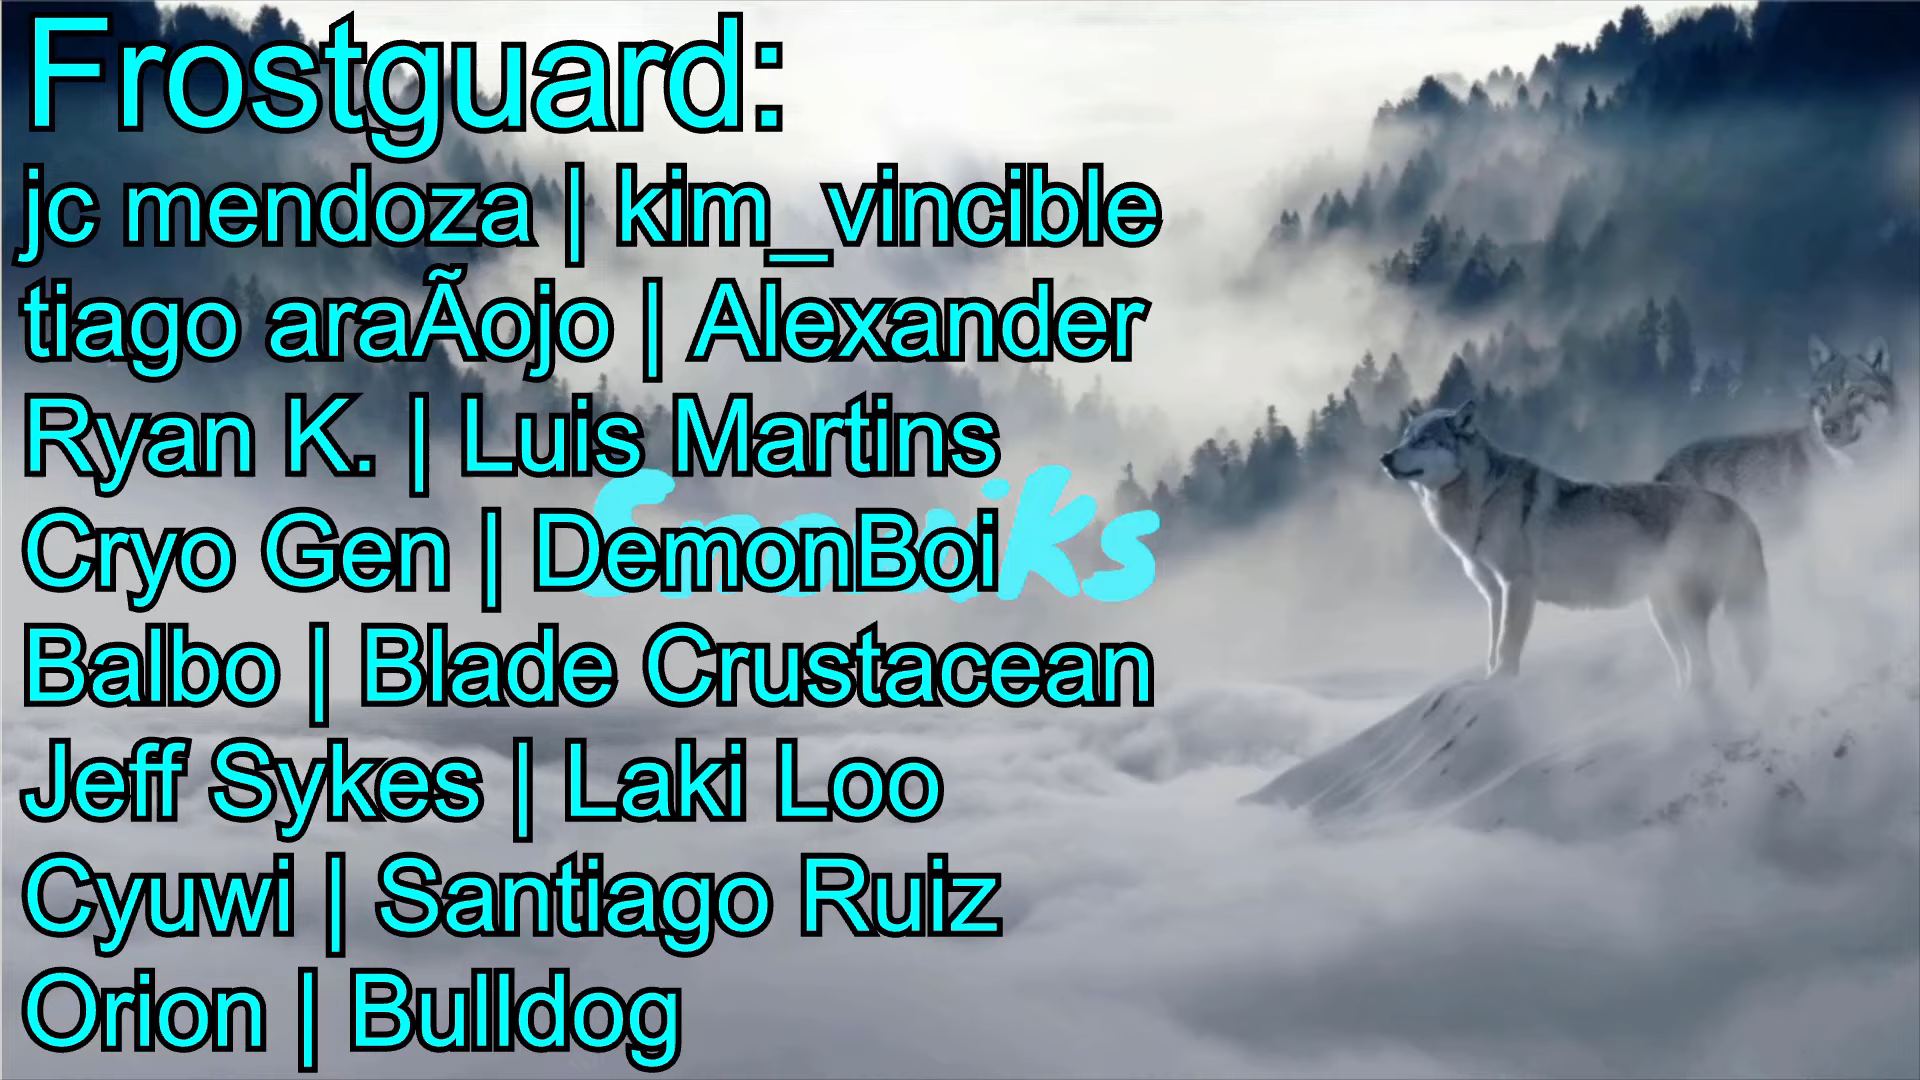 Frostguard:
jc mendoza | kim_vincible
tiago araÃojo | Alexander
Ryan K. | Luis Martins
Cryo Gen | DemonBoi
Balbo | Blade Crustacean
Jeff Sykes | Laki Loo
Cyuwi | Santiago Ruiz
Orion | Bulldog